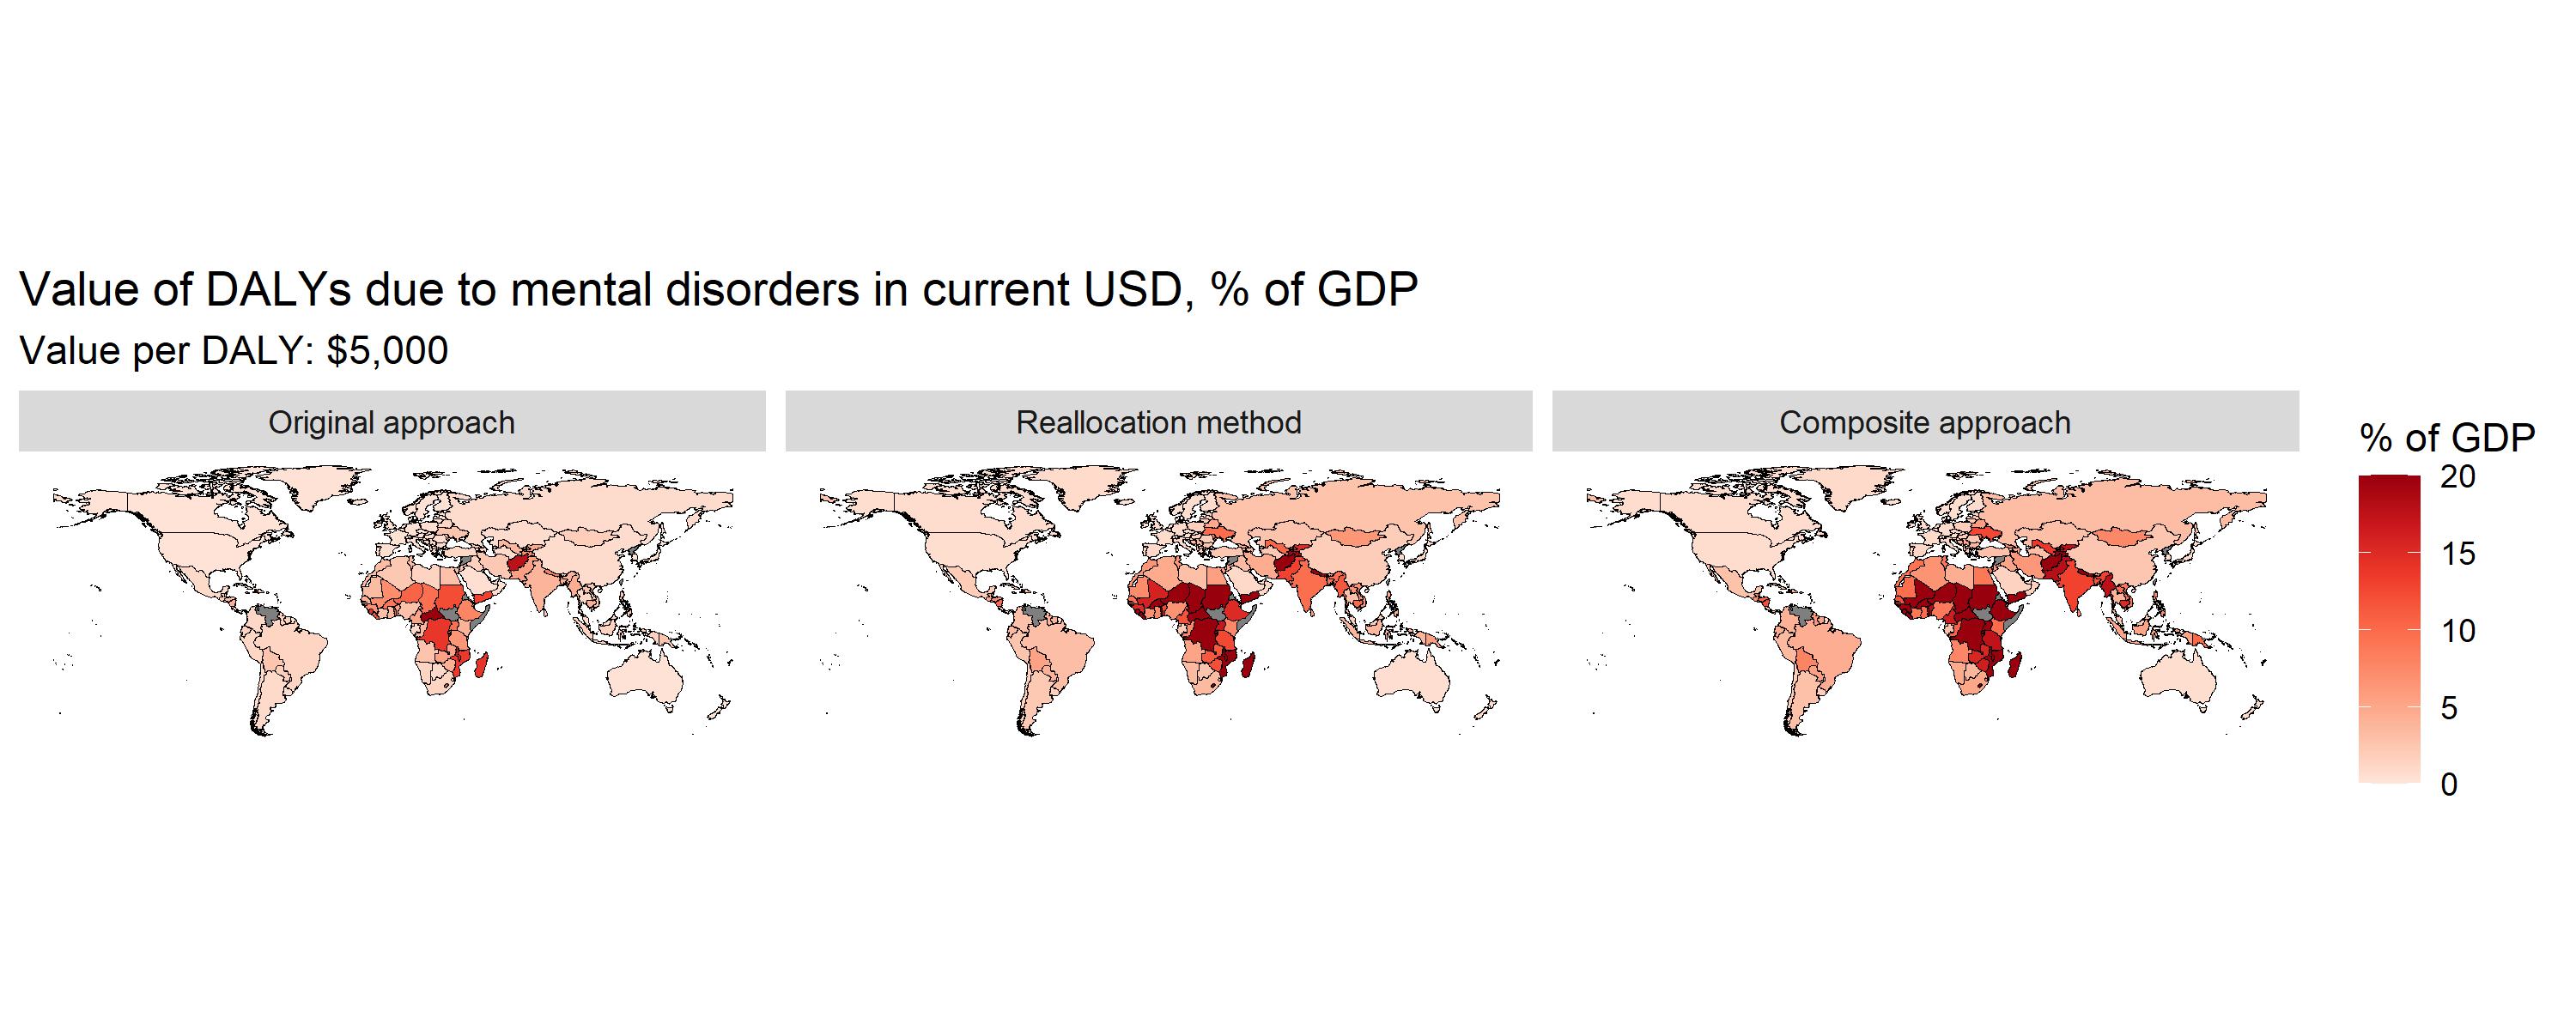 Value of DALYs due to mental disorders in current USD, % of GDP
Value per DALY: $5,000
Original approach
Reallocation method
Composite approach
% of GDP
20
15
10
5
0